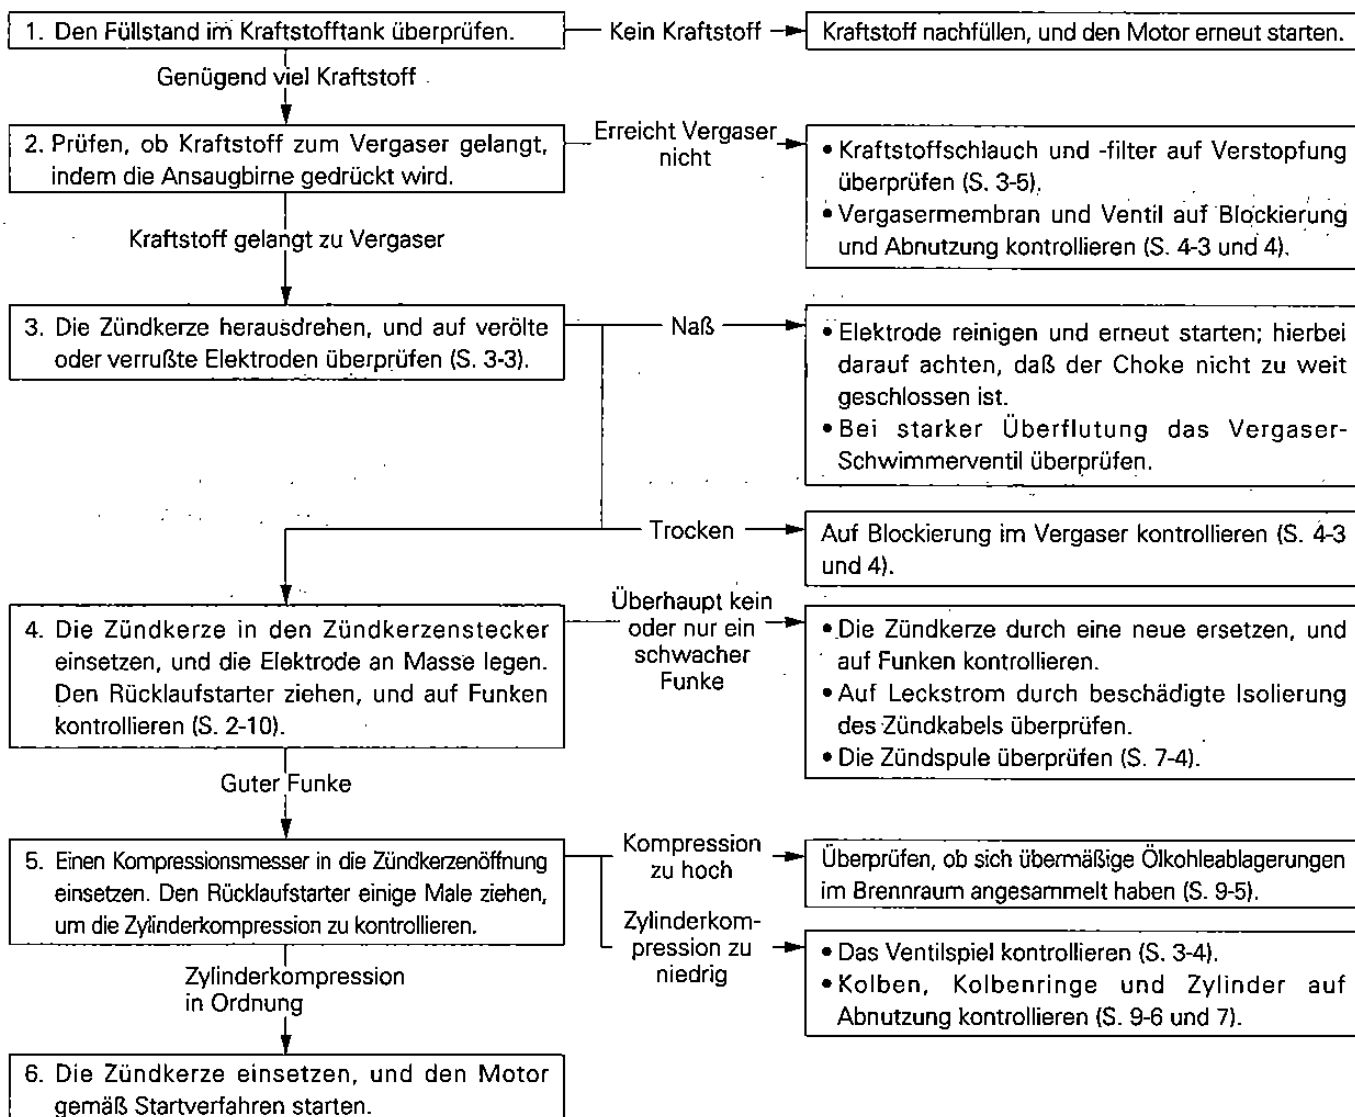 1. Den Füllstand im Kraftstofftank überprüfen.
Kein Kraftstoff
Kraftstoff nachfüllen, und den Motor erneut starten.
Genügend viel Kraftstoff
2. Prüfen, ob Kraftstoff zum Vergaser gelangt,
indem die Ansaugbirne gedrückt wird.
Erreicht Vergaser
nicht
• Kraftstoffschlauch und -filter auf Verstopfung
überprüfen (S. 3-5).
• Vergasermembran und Ventil auf Blockierung
und Abnutzung kontrollieren (S. 4-3 und 4).
Kraftstoff gelangt zu Vergaser
3. Die Zündkerze herausdrehen, und auf verölte
oder verrußte Elektroden überprüfen (S. 3-3).
Naß
• Elektrode reinigen und erneut starten; hierbei
darauf achten, daß der Choke nicht zu weit
geschlossen ist.
• Bei starker Überflutung das Vergaser-
Schwimmerventil überprüfen.
Trocken
Auf Blockierung im Vergaser kontrollieren (S. 4-3
und 4).
4. Die Zündkerze in den Zündkerzenstecker
einsetzen, und die Elektrode an Masse legen.
Den Rücklaufstarter ziehen, und auf Funken
kontrollieren (S. 2-10).
Überhaupt kein
oder nur ein
schwacher
Funke
• Die Zündkerze durch eine neue ersetzen, und
auf Funken kontrollieren.
• Auf Leckstrom durch beschädigte Isolierung
des Zündkabels überprüfen.
• Die Zündspule überprüfen (S. 7-4).
Guter Funke
5. Einen Kompressionsmesser in die Zündkerzenöffnung
einsetzen. Den Rücklaufstarter einige Male ziehen,
um die Zylinderkompression zu kontrollieren.
Kompression
zu hoch
Überprüfen, ob sich übermäßige Ölkohleablagerungen
im Brennraum angesammelt haben (S. 9-5).
Zylinderkom-
pression zu
niedrig
• Das Ventilspiel kontrollieren (S. 3-4).
• Kolben, Kolbenringe und Zylinder auf
Abnutzung kontrollieren (S. 9-6 und 7).
Zylinderkompression
in Ordnung
6. Die Zündkerze einsetzen, und den Motor
gemäß Startverfahren starten.